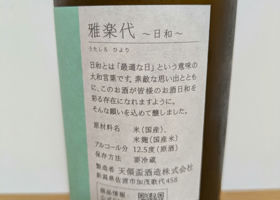 雅楽代 ~日和~
うたしろ ひより
日和とは「最適な日」という意味の
大和言葉です。素敵な思い出とともに、
このお酒が皆様のお酒日和を
彩る存在になれますように。
そんな願いを込めて醸しました。
原材料名 米(国産)、
米麹(国産米)
アルコール分 12.5度(原酒)
保存方法 要冷蔵
製造者 天領盃酒造株式会社
新潟県佐渡市加茂歌代458
商品情報